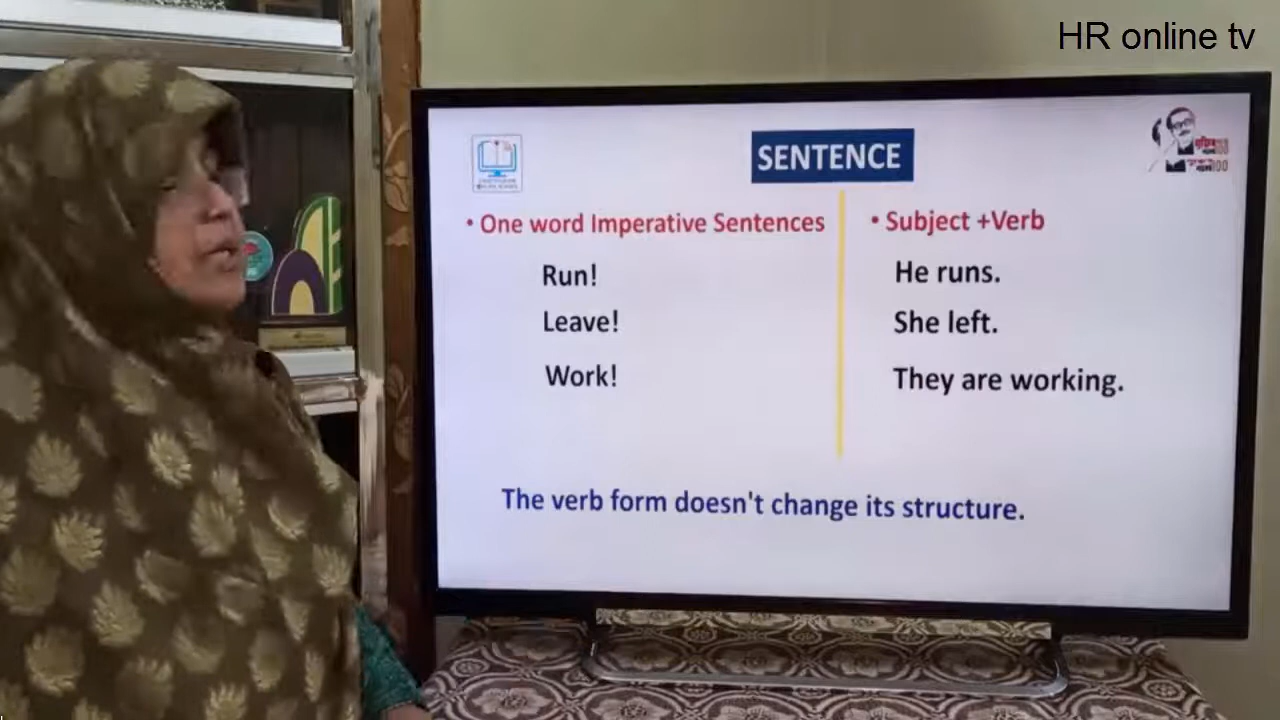 HR online tv
SENTENCE
• One word Imperative Sentences
Run!
Leave!
Work!
• Subject +Verb
He runs.
She left.
They are working.
The verb form doesn't change its structure.